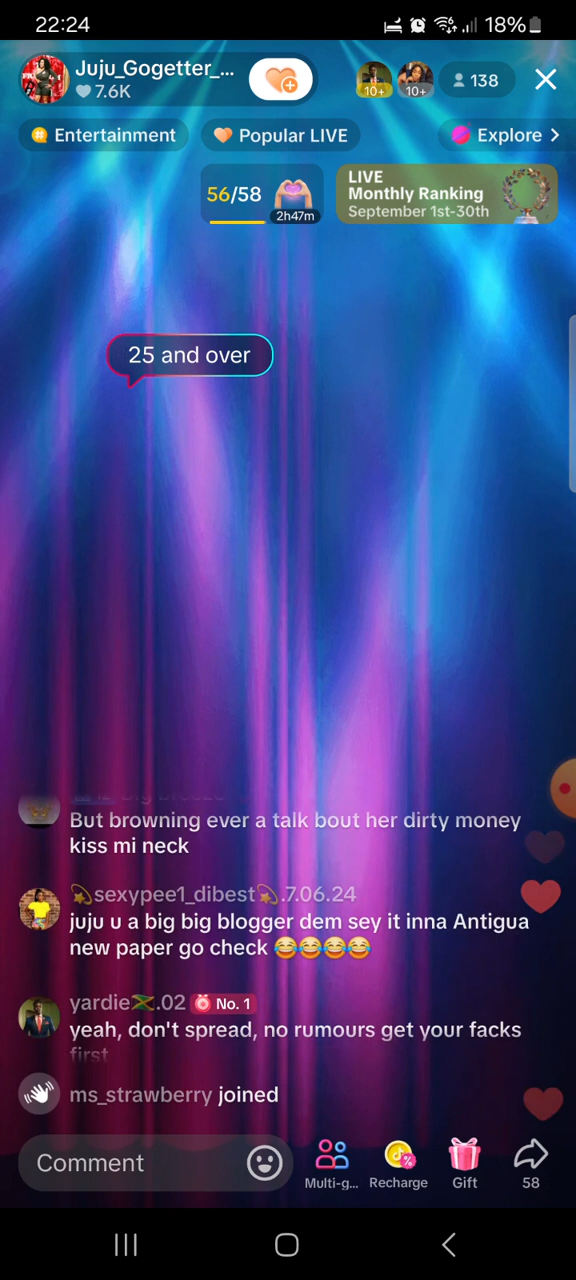 22:24
18%
Juju_Gogetter_...
7.6K
10+
10+
138
Entertainment
Popular LIVE
Explore
56/58
2h47m
LIVE
Monthly Ranking
September 1st-30th
25 and over
But browning ever a talk bout her dirty money
kiss mi neck
💫sexypee1_dibest💫.7.06.24
juju u a big big blogger dem sey it inna Antigua
new paper go check 😂😂😂😂
yardie🇯🇲.02 No. 1
yeah, don't spread, no rumours get your facks
first
ms_strawberry joined
Comment
Multi-g...
Recharge
Gift
58